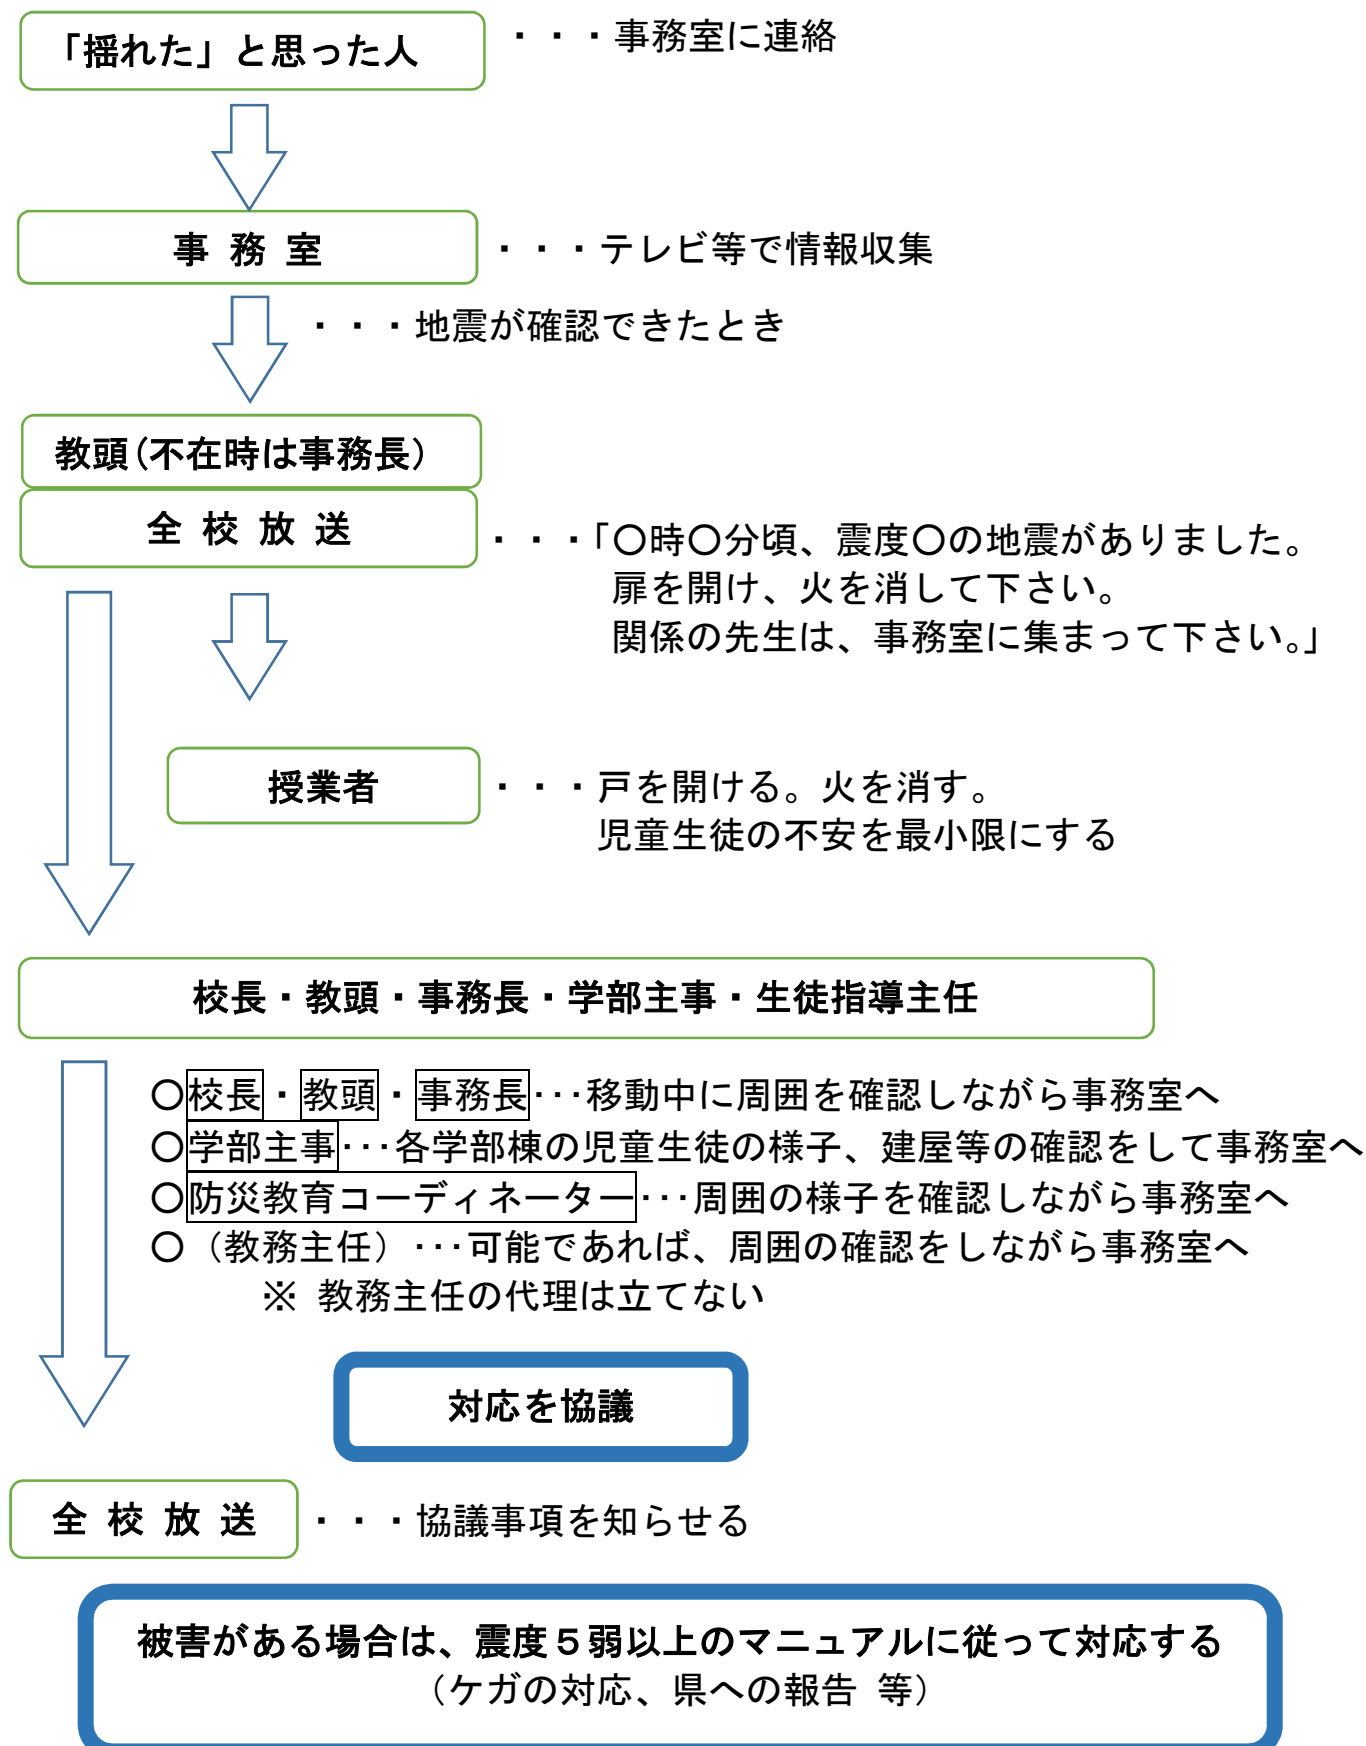 「揺れた」と思った人
・・・事務室に連絡
事 務 室
・・・テレビ等で情報収集
・・・地震が確認できたとき
教頭(不在時は事務長)
全 校 放 送
・・・「〇時〇分頃、震度〇の地震がありました。
扉を開け、火を消して下さい。
関係の先生は、事務室に集まって下さい。」
授業者
・・・戸を開ける。火を消す。
児童生徒の不安を最小限にする
校長・教頭・事務長・学部主事・生徒指導主任
〇校長・教頭・事務長･･･移動中に周囲を確認しながら事務室へ
〇学部主事･･･各学部棟の児童生徒の様子、建屋等の確認をして事務室へ
〇防災教育コーディネーター･･･周囲の様子を確認しながら事務室へ
〇（教務主任）･･･可能であれば、周囲の確認をしながら事務室へ
※ 教務主任の代理は立てない
対応を協議
全 校 放 送
・・・協議事項を知らせる
被害がある場合は、震度５弱以上のマニュアルに従って対応する
（ケガの対応、県への報告 等）